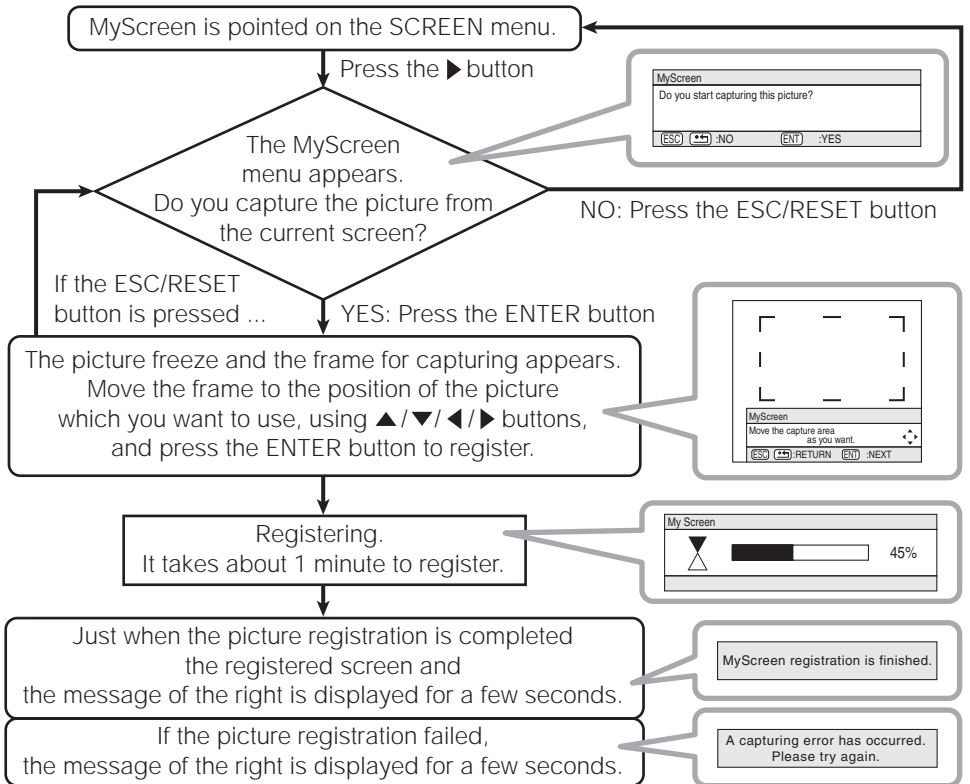 MyScreen is pointed on the SCREEN menu.
Press the ▶ button
MyScreen
Do you start capturing this picture?
ESC :NO ENT :YES
The MyScreen
menu appears.
Do you capture the picture from
the current screen?
NO: Press the ESC/RESET button
If the ESC/RESET
button is pressed ...
YES: Press the ENTER button
The picture freeze and the frame for capturing appears.
Move the frame to the position of the picture
which you want to use, using ▲/▼/◀/▶ buttons,
and press the ENTER button to register.
MyScreen
Move the capture area
as you want.
ESC :RETURN ENT :NEXT
Registering.
It takes about 1 minute to register.
My Screen
45%
Just when the picture registration is completed
the registered screen and
the message of the right is displayed for a few seconds.
MyScreen registration is finished.
If the picture registration failed,
the message of the right is displayed for a few seconds.
A capturing error has occurred.
Please try again.